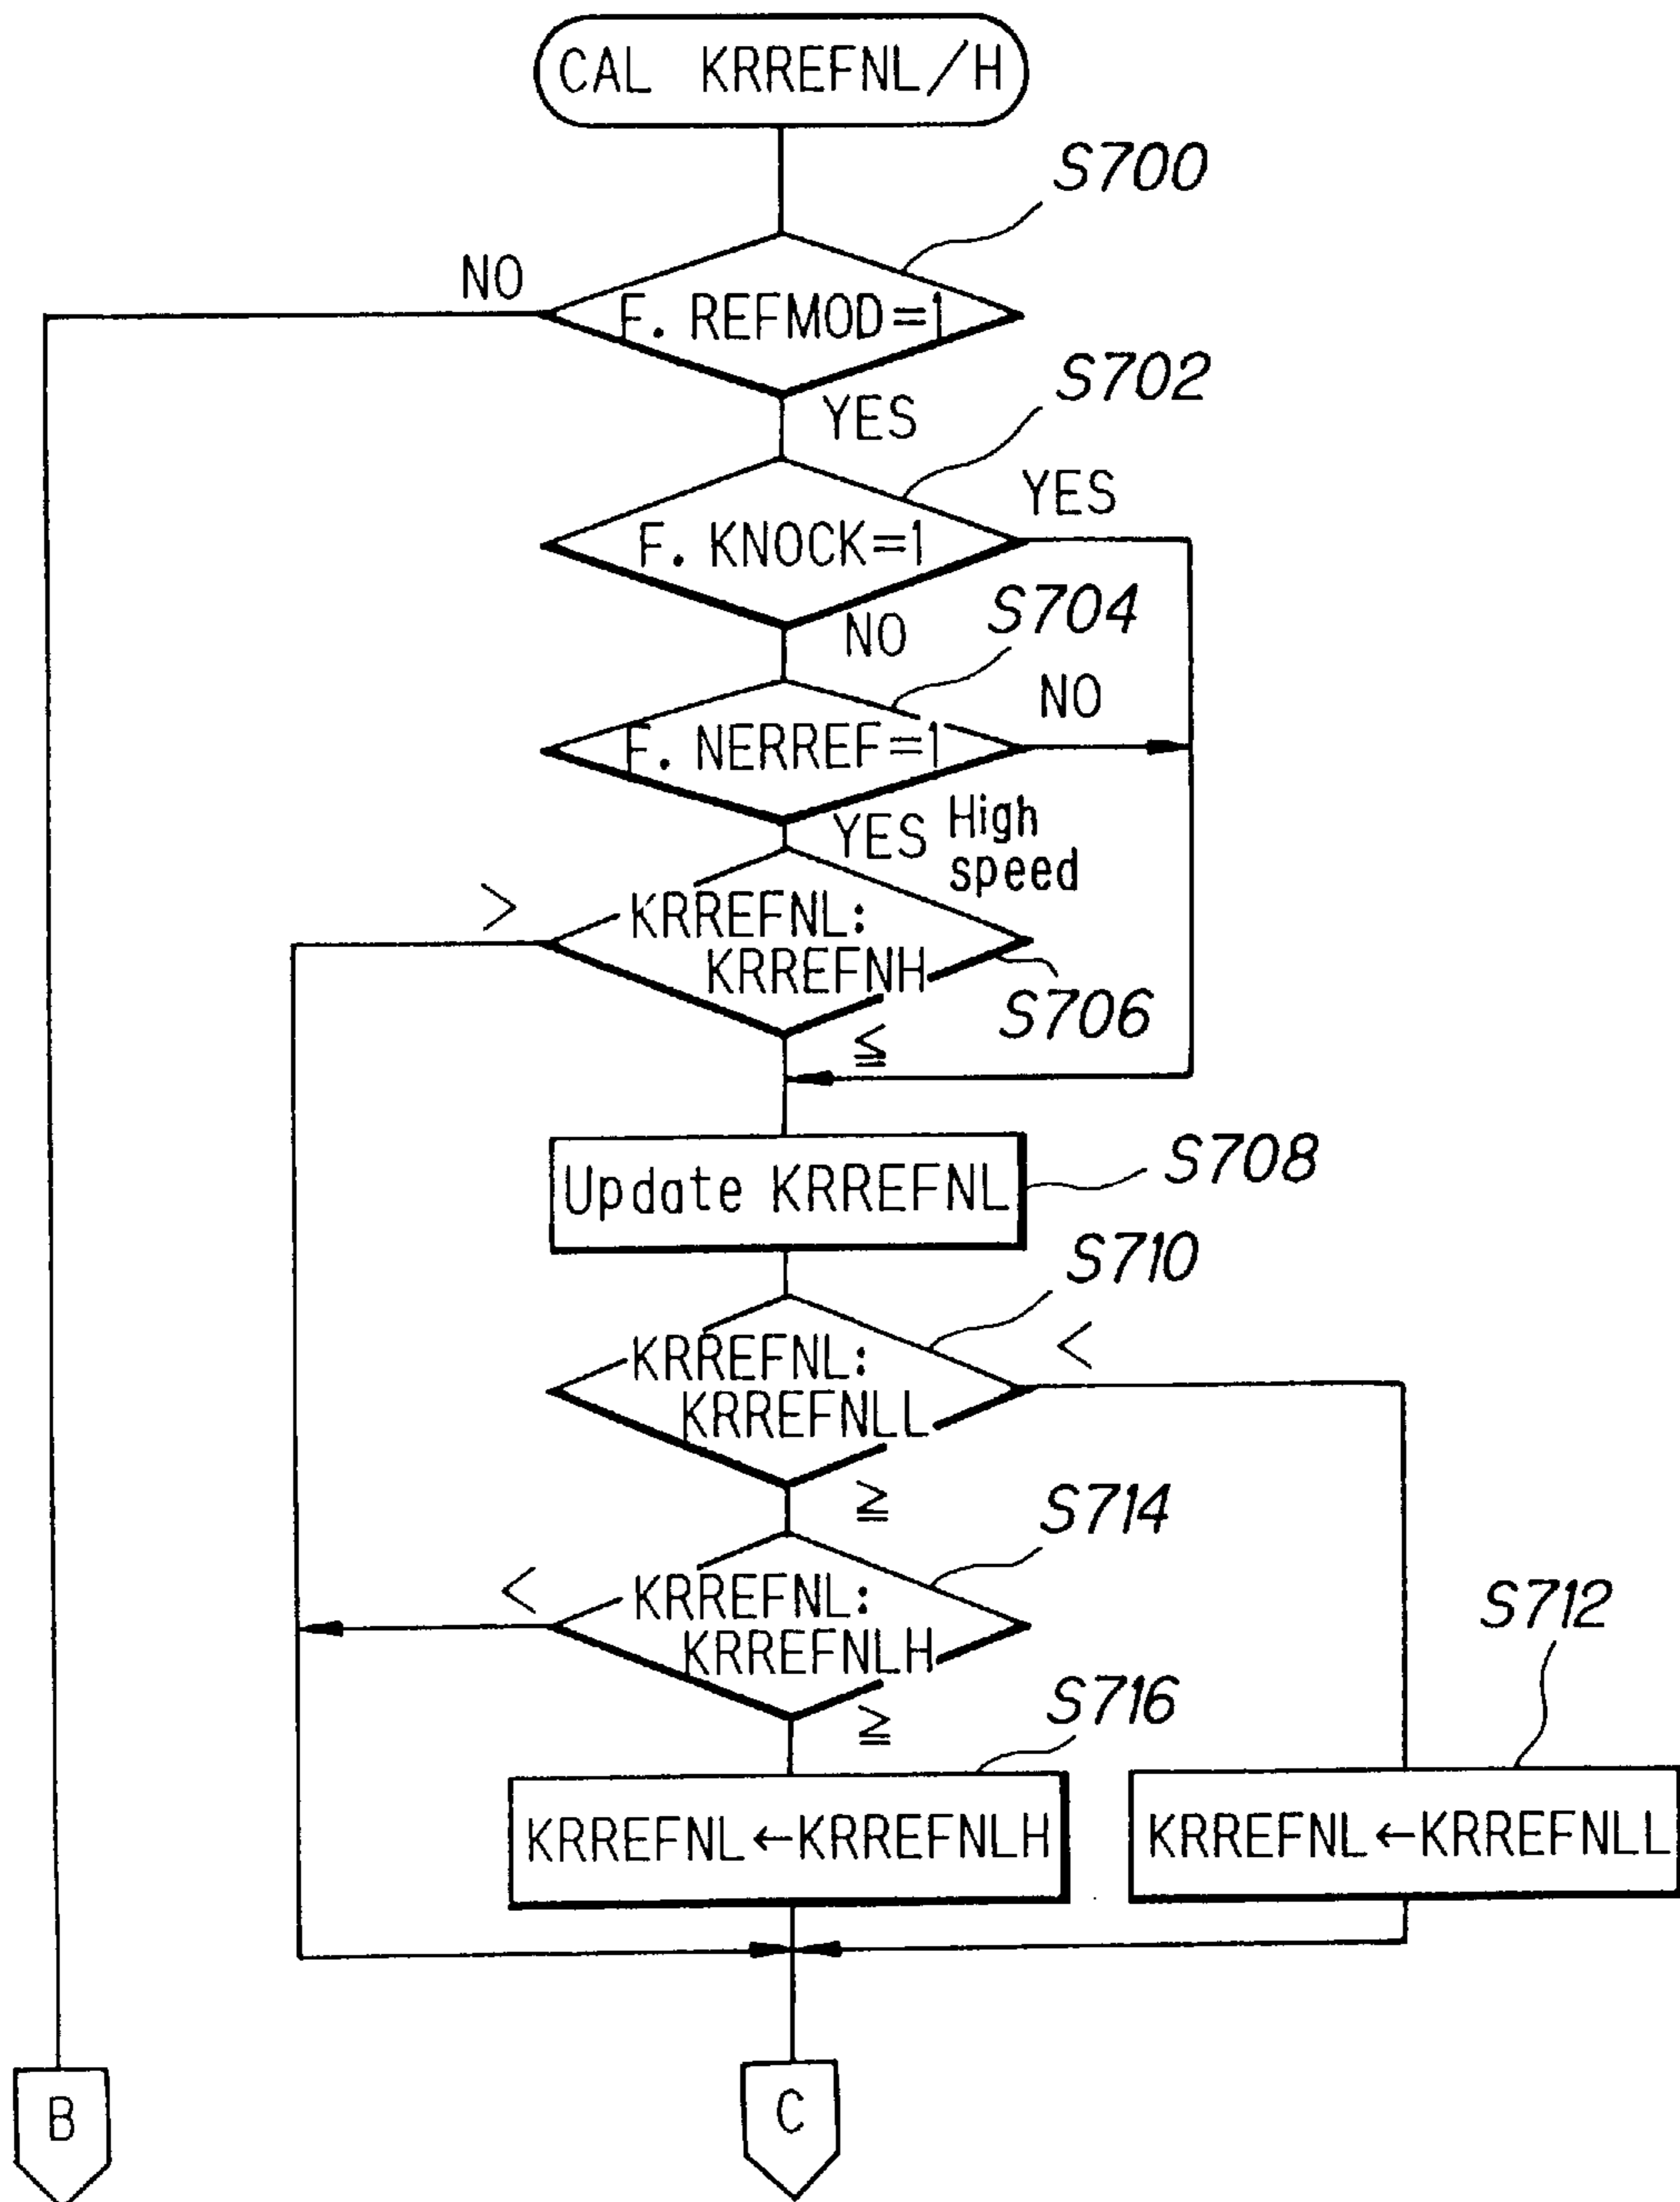 CAL KRREFNL/H
S700
NO
F. REFMOD=1
S702
YES
YES
F. KNOCK=1
S704
NO
NO
F. NERREF=1
YES High
speed
>
KRREFNL:
KRREFNH
S706
≦
Update KRREFNL
S708
S710
<
KRREFNL:
KRREFNLL
≧
S714
<
KRREFNL:
KRREFNLH
S712
S716
≧
KRREFNL←KRREFNLH
KRREFNL←KRREFNLL
B
C